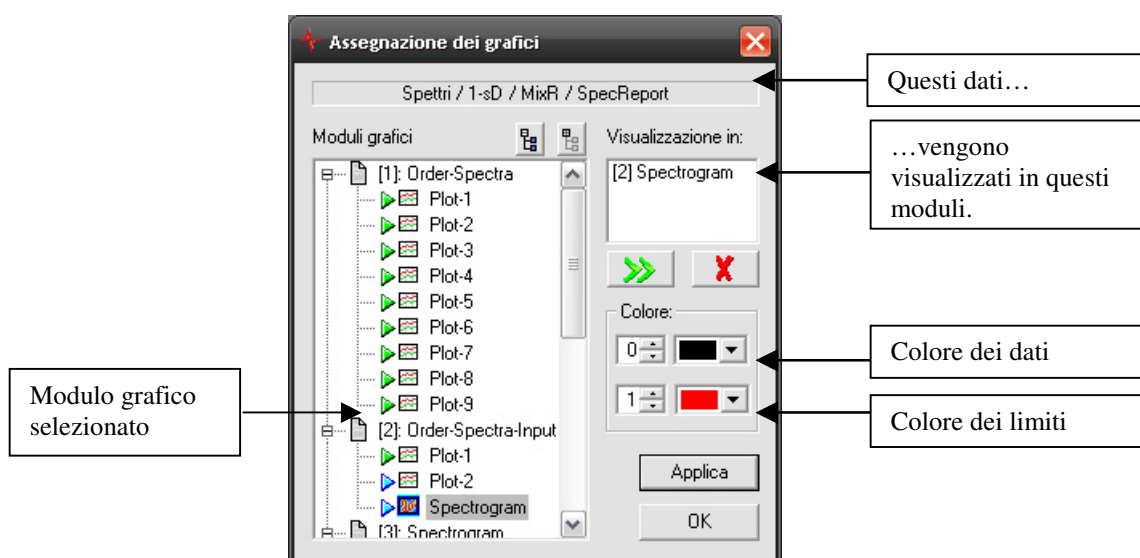 Assegnazione dei grafici
Spettri / 1-sD / MixR / SpecReport
Moduli grafici
Visualizzazione in:
[1]: Order-Spectra
Plot-1
Plot-2
Plot-3
Plot-4
Plot-5
Plot-6
Plot-7
Plot-8
Plot-9
[2]: Order-Spectra-Input
Plot-1
Plot-2
Spectrogram
[3]: Spectrogram
[2] Spectrogram
Colore:
0
1
Applica
OK
Questi dati…
…vengono
visualizzati in questi
moduli.
Colore dei dati
Colore dei limiti
Modulo grafico
selezionato